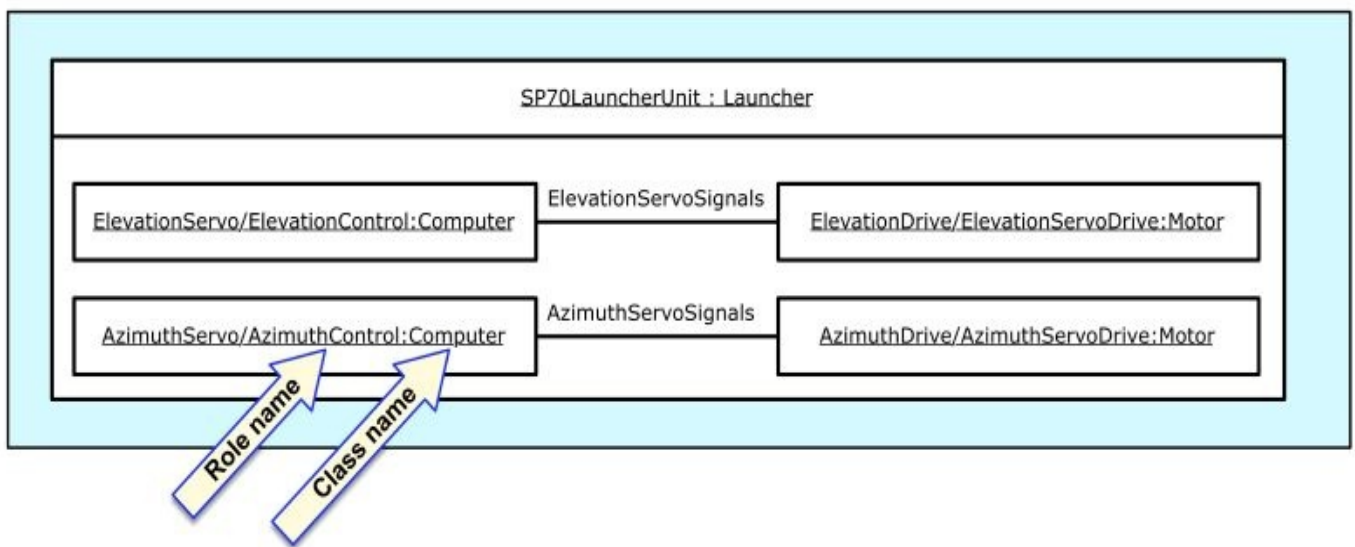 SP70LauncherUnit : Launcher
ElevationServo/ElevationControl:Computer
ElevationServoSignals
ElevationDrive/ElevationServoDrive:Motor
AzimuthServo/AzimuthControl:Computer
AzimuthServoSignals
AzimuthDrive/AzimuthServoDrive:Motor
Role name
Class name